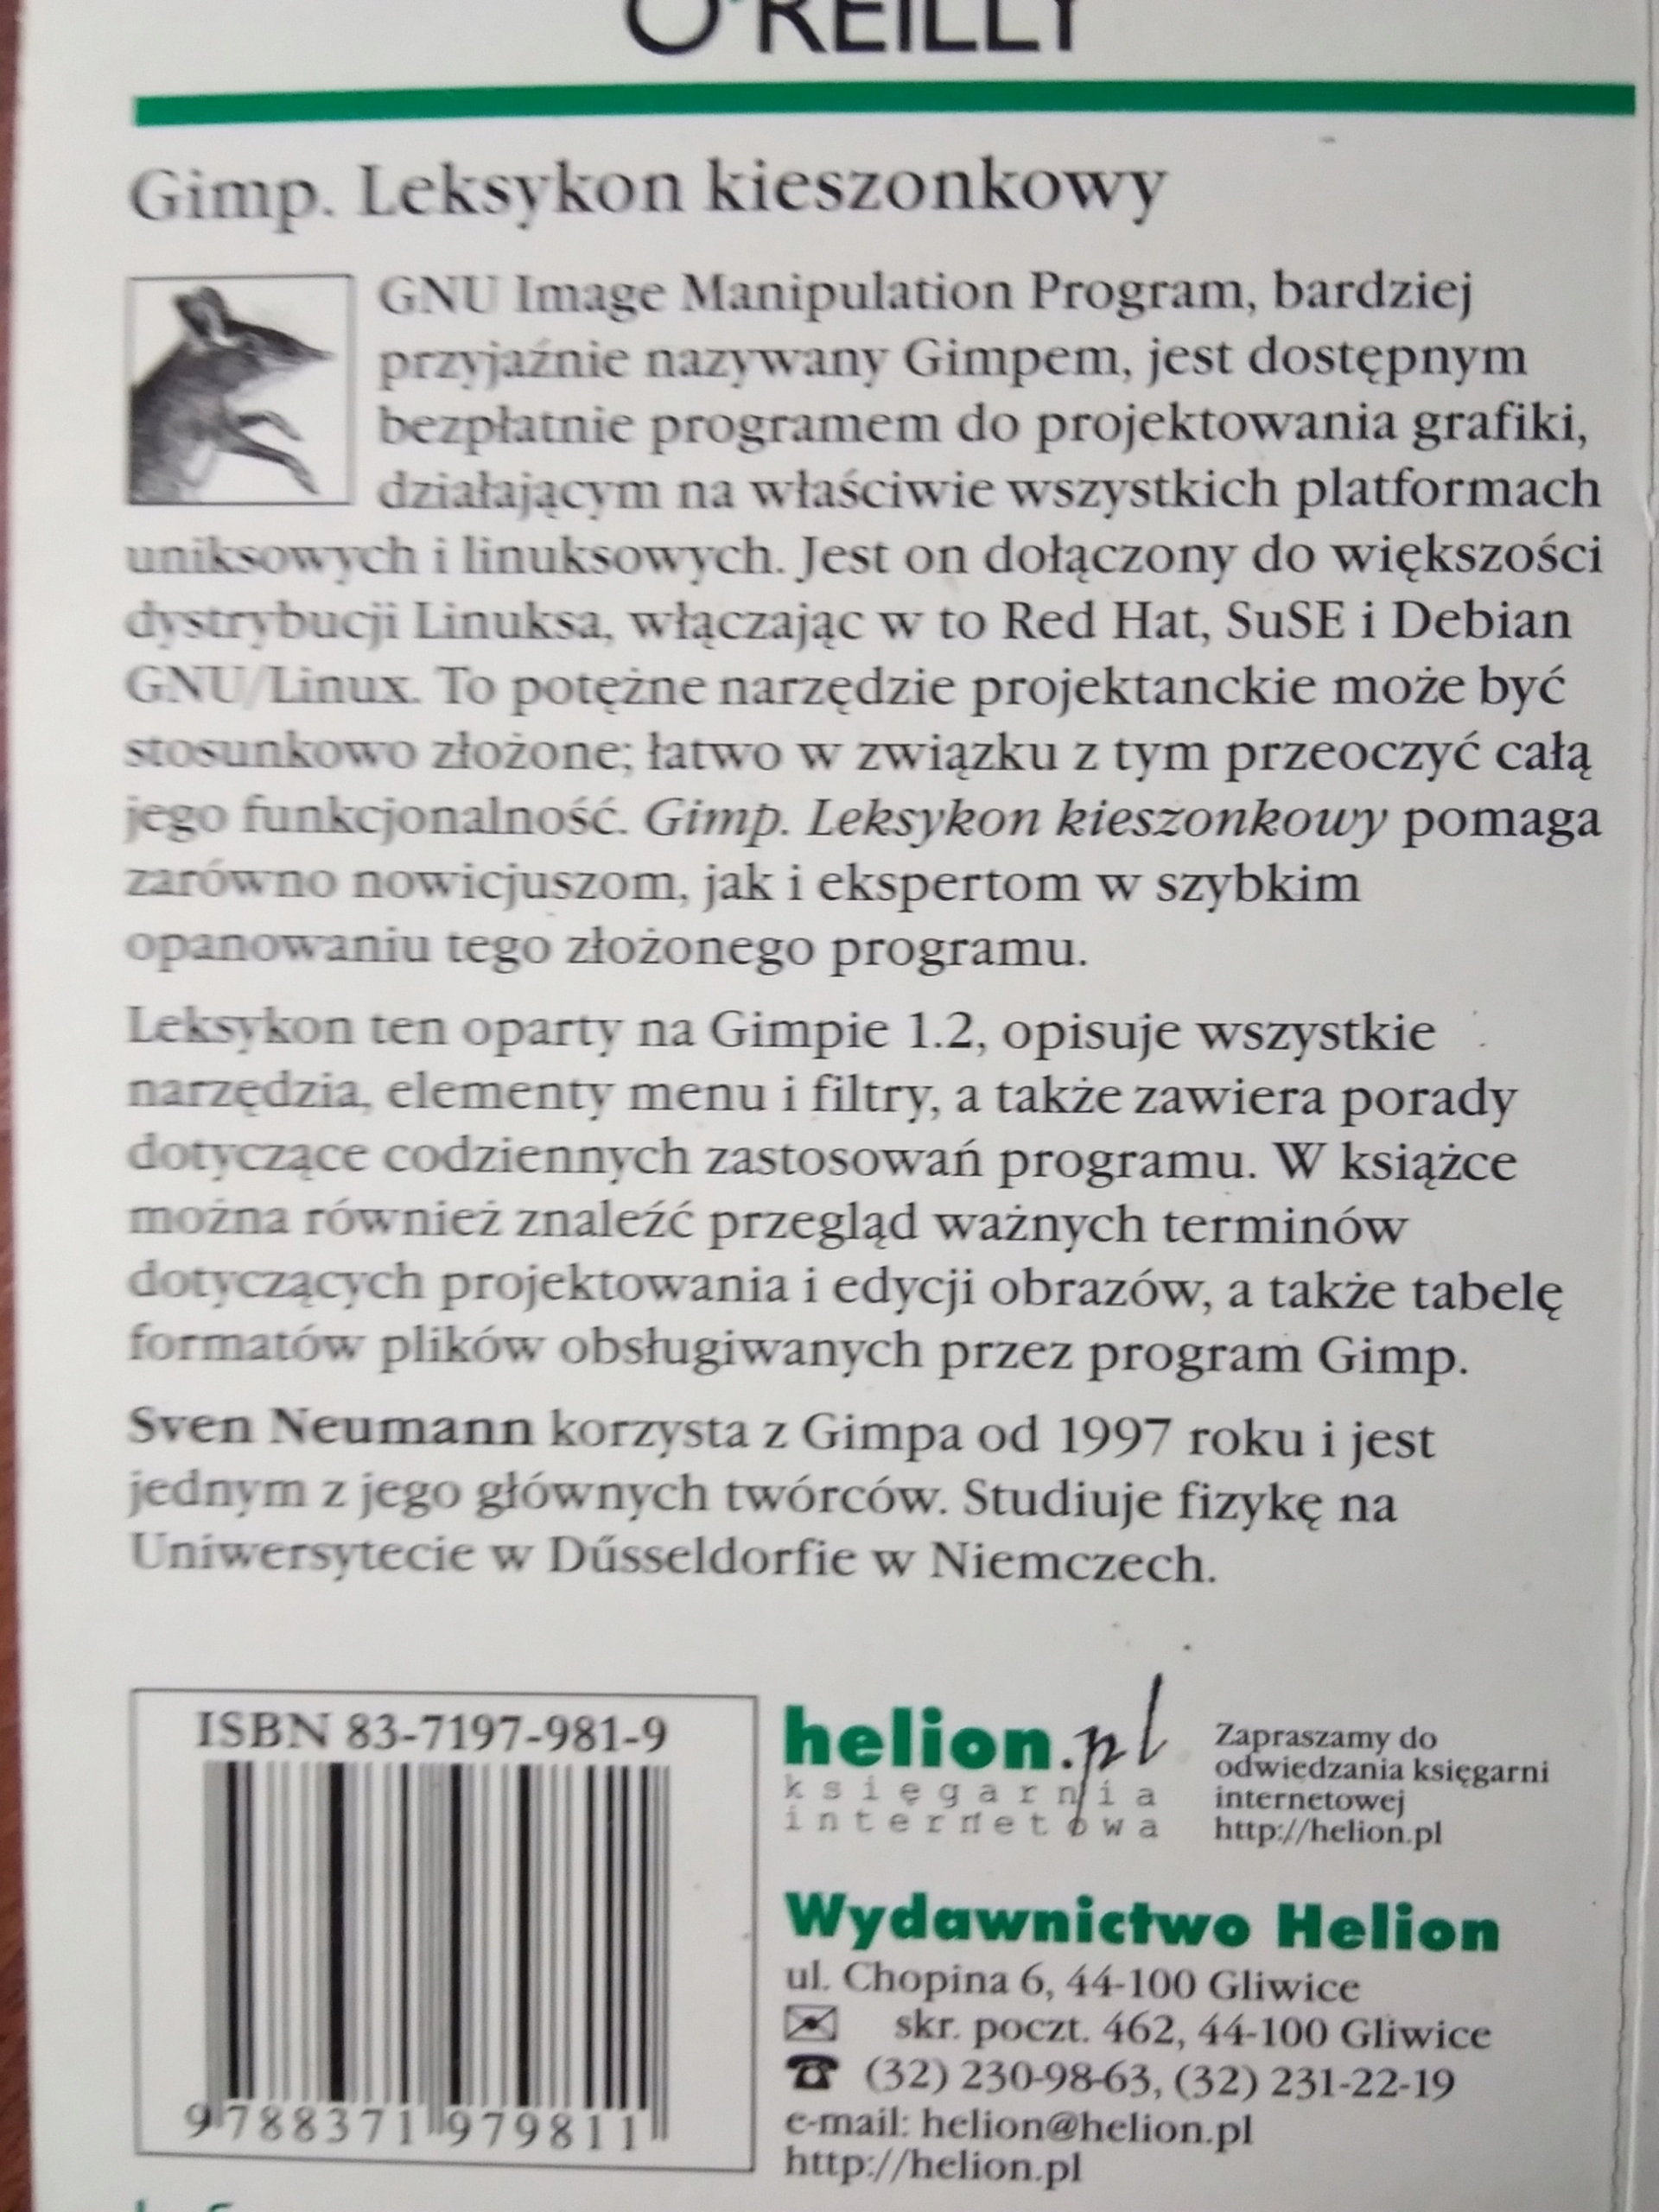 O'REILLY
Gimp. Leksykon kieszonkowy
GNU Image Manipulation Program, bardziej
przyjaźnie nazywany Gimpem, jest dostępnym
bezpłatnie programem do projektowania grafiki,
działającym na właściwie wszystkich platformach
uniksowych i linuksowych. Jest on dołączony do większości
dystrybucji Linuksa, włączając w to Red Hat, SuSE i Debian
GNU/Linux. To potężne narzędzie projektanckie może być
stosunkowo złożone; łatwo w związku z tym przeoczyć całą
jego funkcjonalność. Gimp. Leksykon kieszonkowy pomaga
zarówno nowicjuszom, jak i ekspertom w szybkim
opanowaniu tego złożonego programu.
Leksykon ten oparty na Gimpie 1.2, opisuje wszystkie
narzędzia, elementy menu i filtry, a także zawiera porady
dotyczące codziennych zastosowań programu. W książce
można również znaleźć przegląd ważnych terminów
dotyczących projektowania i edycji obrazów, a także tabelę
formatów plików obsługiwanych przez program Gimp.
Sven Neumann korzysta z Gimpa od 1997 roku i jest
jednym z jego głównych twórców. Studiuje fizykę na
Uniwersytecie w Dűsseldorfie w Niemczech.
ISBN 83-7197-981-9
9788371979811
helion.pl
księgarnia
internetowa
Zapraszamy do
odwiedzania księgarni
internetowej
http://helion.pl
Wydawnictwo Helion
ul. Chopina 6, 44-100 Gliwice
skr. poczt. 462, 44-100 Gliwice
(32) 230-98-63, (32) 231-22-19
e-mail: helion@helion.pl
http://helion.pl